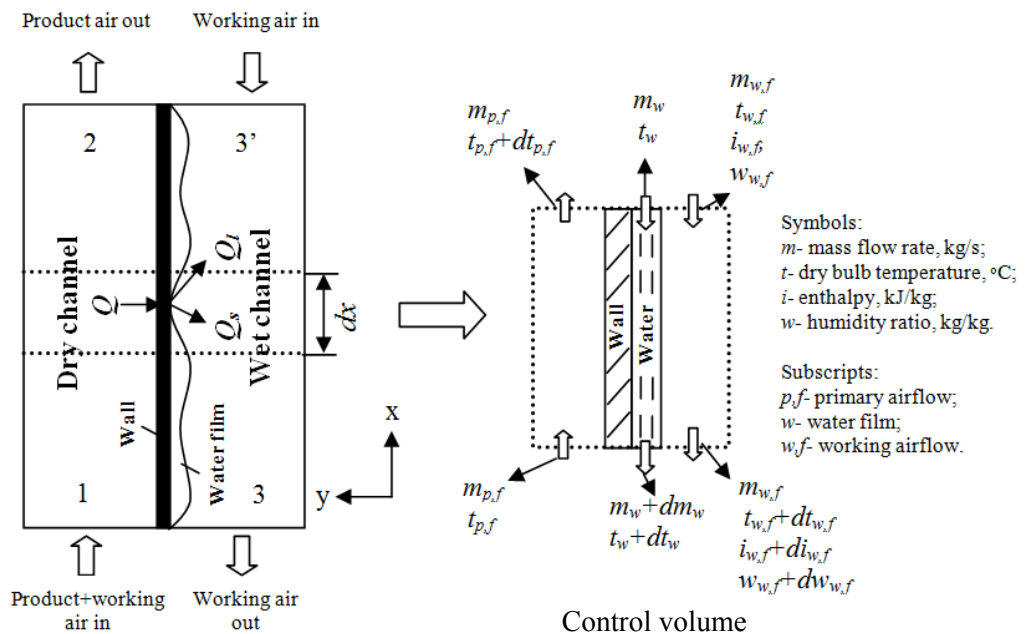 Product air out
Working air in
2
3’
Dry channel
Q
Ql
Qs
Wet channel
dx
Wall
Water film
1
3
x
y
Product+working
air in
Working air
out
mp,f
tp,f+dtp,f
mw
tw
mw,f
tw,f
iw,f,
ww,f
Wall
Water
mp,f
tp,f
mw+dmw
tw+dtw
mw,f
tw,f+dtw,f
iw,f+diw,f
ww,f+dww,f
Control volume
Symbols:
m- mass flow rate, kg/s;
t- dry bulb temperature, °C;
i- enthalpy, kJ/kg;
w- humidity ratio, kg/kg.
Subscripts:
p,f- primary airflow;
w- water film;
w,f- working airflow.